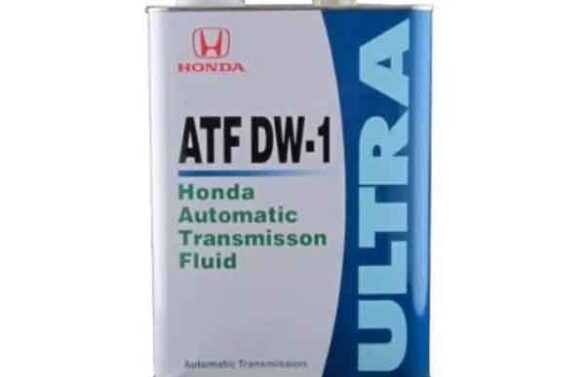 HONDA
ATF DW-1
Honda
Automatic
Transmisson
Fluid
ULTRA
Automatic Transmission